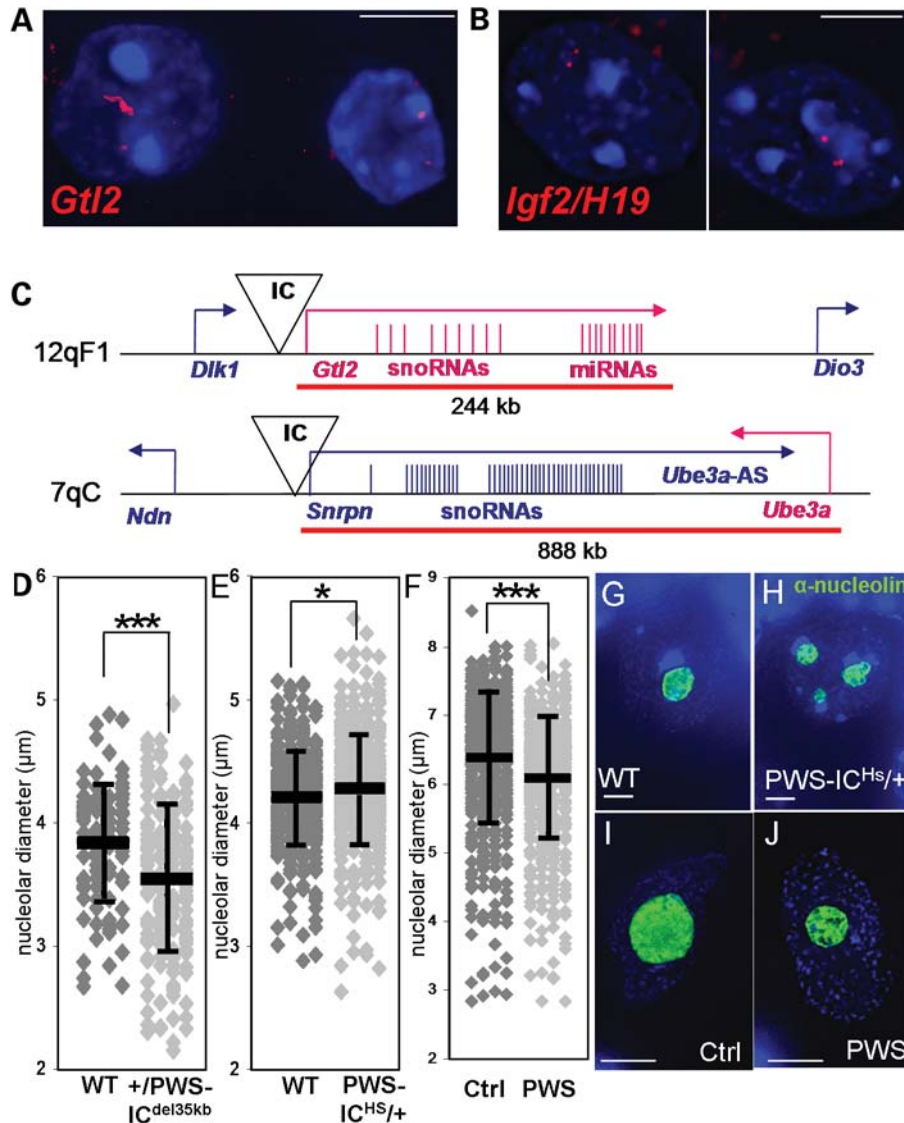 A
B
Gtl2
Igf2/H19
C
IC
12qF1
Dlk1
Gtl2
snoRNAs
miRNAs
Dio3
244 kb
IC
7qC
Ndn
Snrpn
snoRNAs
Ube3a-AS
Ube3a
888 kb
D
6
5
4
3
2
nucleolar diameter (µm)
***
WT
+/PWS-
IC^del35kb
E
6
5
4
3
2
nucleolar diameter (µm)
*
WT
PWS-
IC^HS/+
F
9
8
7
6
5
4
3
2
nucleolar diameter (µm)
***
Ctrl
PWS
G
WT
H
α-nucleolin
PWS-IC^Hs/+
I
Ctrl
J
PWS